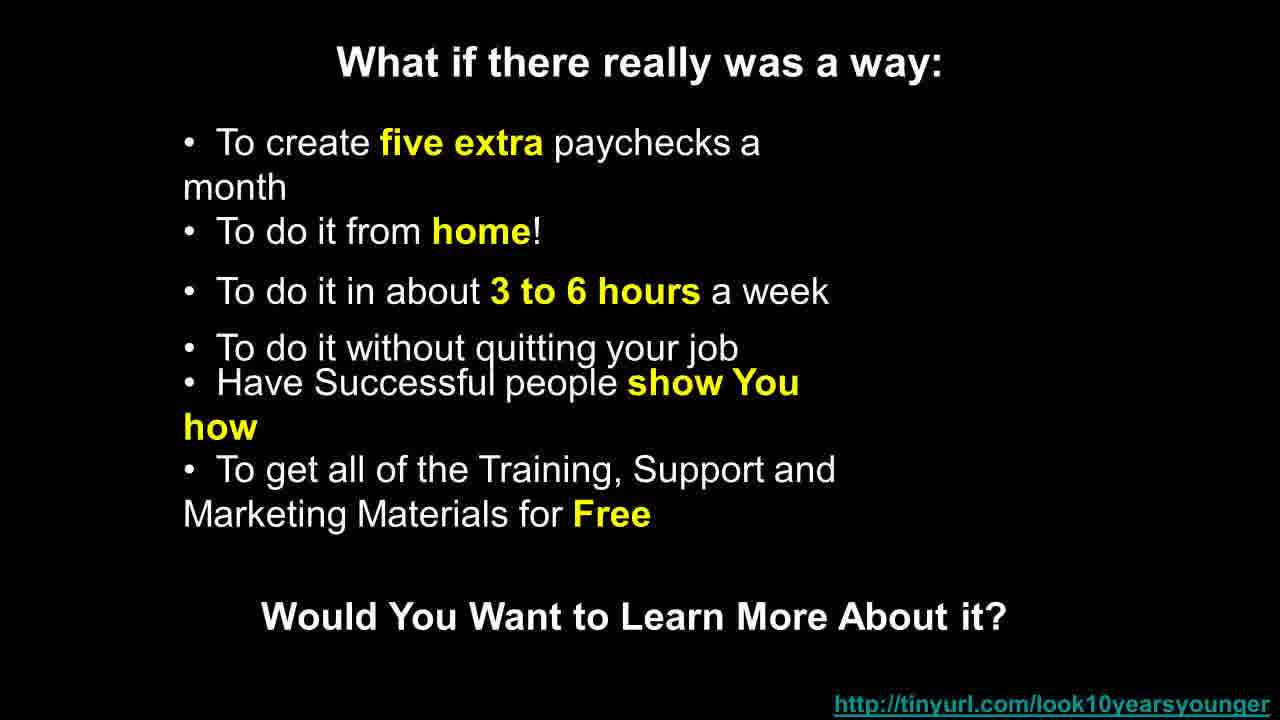 What if there really was a way:
• To create five extra paychecks a
month
• To do it from home!
• To do it in about 3 to 6 hours a week
• To do it without quitting your job
• Have Successful people show You
how
• To get all of the Training, Support and
Marketing Materials for Free
Would You Want to Learn More About it?
http://tinyurl.com/look10yearsyounger